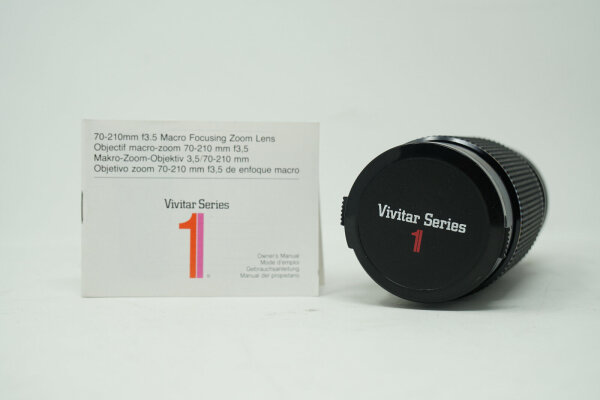 70-210mm f3.5 Macro Focusing Zoom Lens
Objectif macro-zoom 70-210 mm f3,5
Makro-Zoom-Objektiv 3,5/70-210 mm
Objetivo zoom 70-210 mm f3,5 de enfoque macro
Vivitar Series
1
Owner's Manual
Mode d'emploi
Gebrauchsanleitung
Manual del propietario
Vivitar Series
1